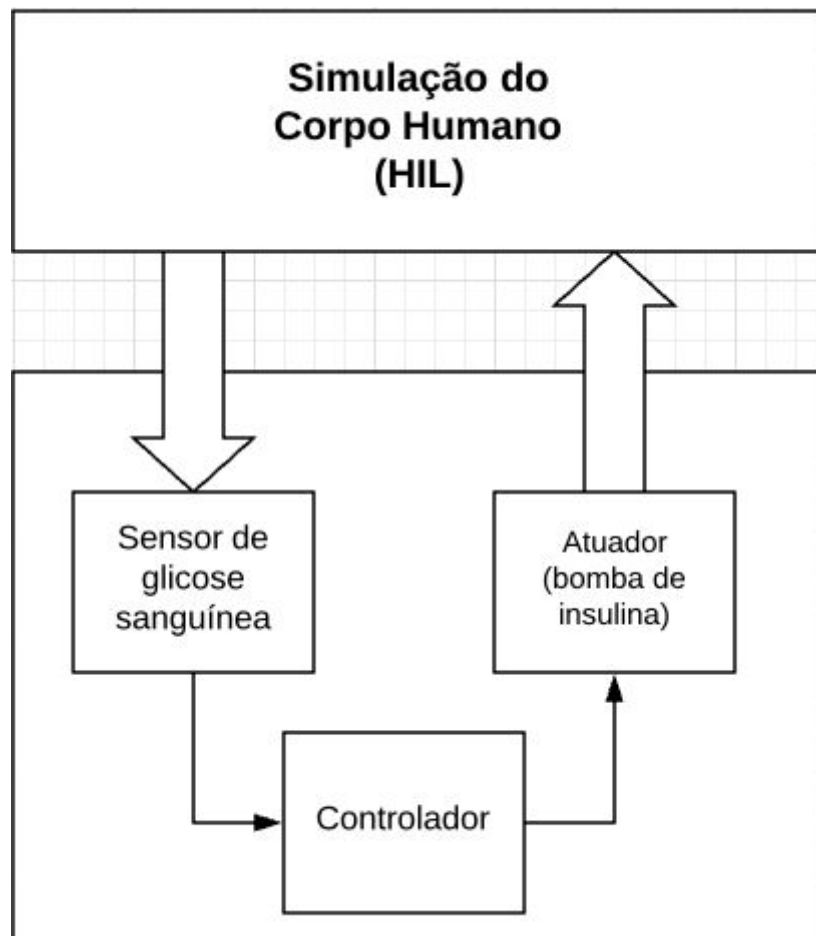 Simulação do
Corpo Humano
(HIL)
Sensor de
glicose
sanguínea
Atuador
(bomba de
insulina)
Controlador